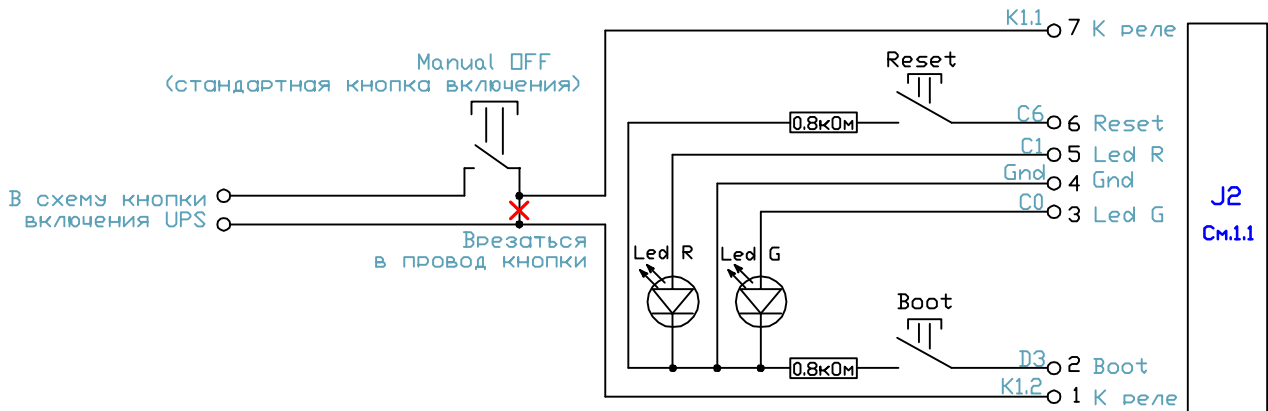 K1.1
7 К реле
Manual OFF
(стандартная кнопка включения)
Reset
0.8кОм
C6
6 Reset
C1
5 Led R
Gnd
4 Gnd
C0
3 Led G
J2
См.1.1
В схему кнопки
включения UPS
Врезаться
в провод кнопки
Led R
Led G
Boot
0.8кОм
D3
2 Boot
K1.2
1 К реле